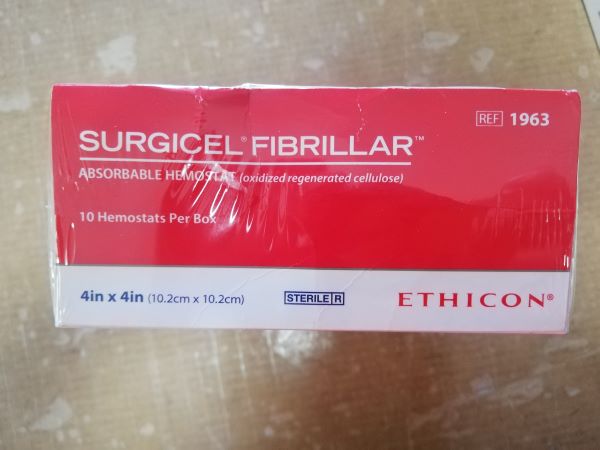 REF 1963
SURGICEL® FIBRILLAR™
ABSORBABLE HEMOSTAT (oxidized regenerated cellulose)
10 Hemostats Per Box
4in x 4in (10.2cm x 10.2cm) STERILE R ETHICON®